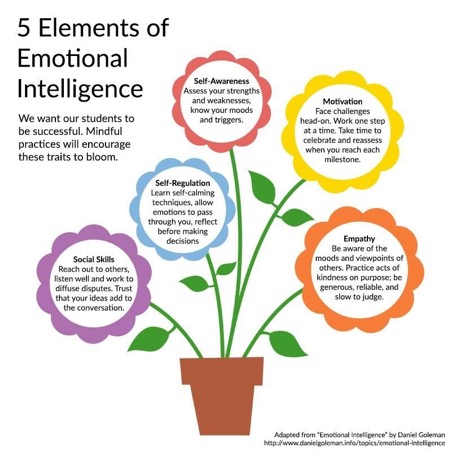 5 Elements of
Emotional
Intelligence
We want our students to
be successful. Mindful
practices will encourage
these traits to bloom.
Self-Awareness
Assess your strengths
and weaknesses,
know your moods
and triggers.
Motivation
Face challenges
head-on. Work one step
at a time. Take time to
celebrate and reassess
when you reach each
milestone.
Self-Regulation
Learn self-calming
techniques, allow
emotions to pass
through you, reflect
before making
decisions
Empathy
Be aware of the
moods and viewpoints of
others. Practice acts of
kindness on purpose; be
generous, reliable, and
slow to judge.
Social Skills
Reach out to others,
listen well and work to
diffuse disputes. Trust
that your ideas add to
the conversation.
Adapted from "Emotional Intelligence" by Daniel Goleman
http://www.danielgoleman.info/topics/emotional-intelligence